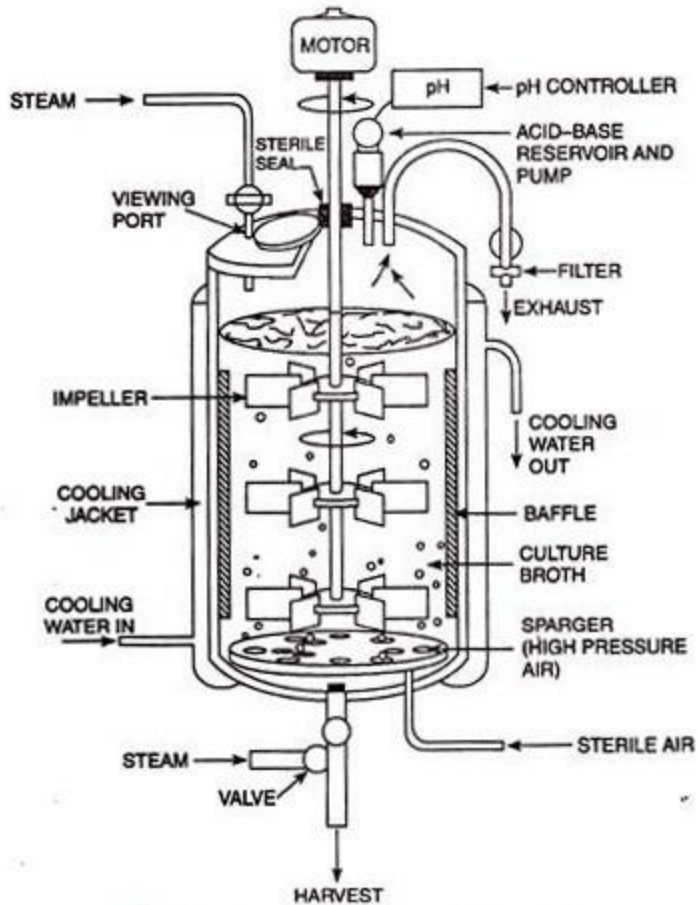 MOTOR
pH
pH CONTROLLER
STEAM
ACID–BASE
RESERVOIR AND
PUMP
STERILE
SEAL
VIEWING
PORT
FILTER
EXHAUST
IMPELLER
COOLING
WATER
OUT
COOLING
JACKET
BAFFLE
CULTURE
BROTH
COOLING
WATER IN
SPARGER
(HIGH PRESSURE
AIR)
STERILE AIR
STEAM
VALVE
HARVEST